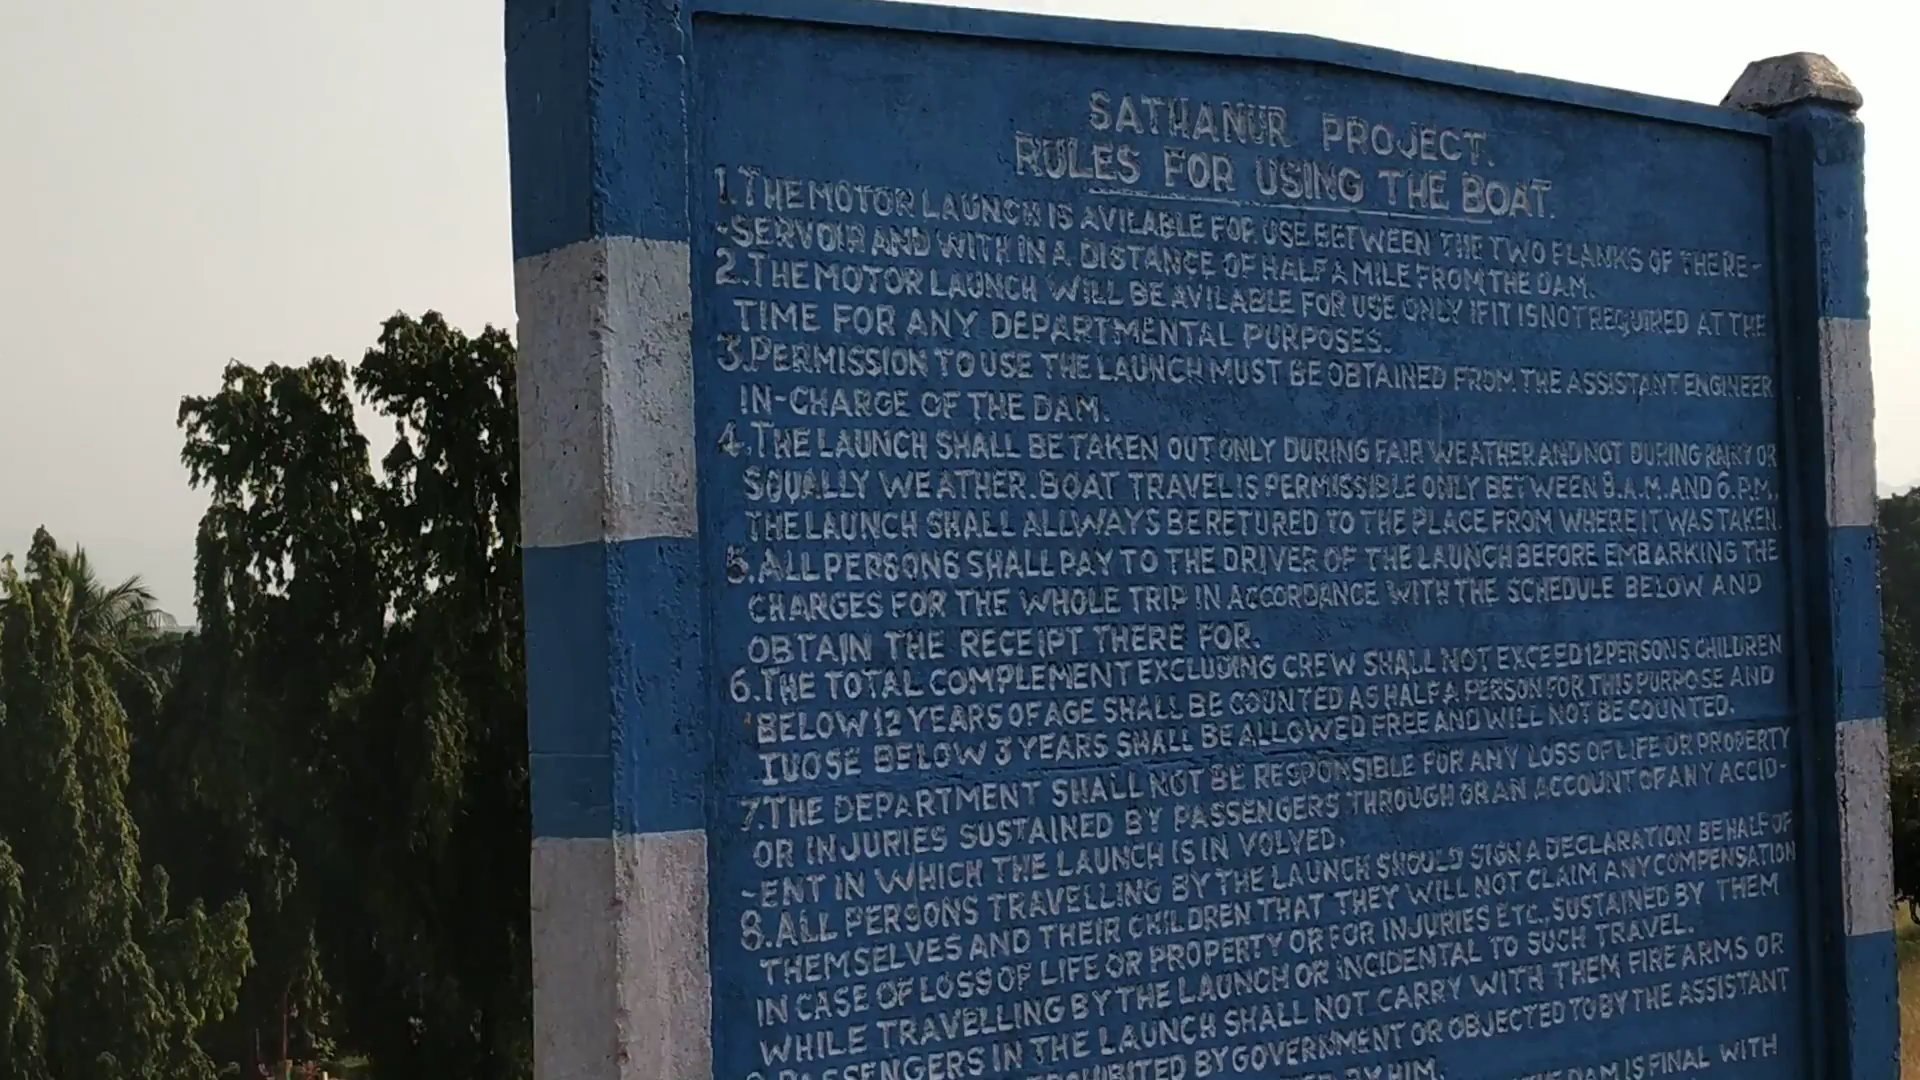 SATHANUR PROJECT.
RULES FOR USING THE BOAT.
1.THE MOTOR LAUNCH IS AVILABLE FOR USE BETWEEN THE TWO FLANKS OF THE RE-
-SERVOIR AND WITH IN A DISTANCE OF HALF A MILE FROM THE DAM.
2.THE MOTOR LAUNCH WILL BE AVILABLE FOR USE ONLY IF IT IS NOT REQUIRED AT THE
TIME FOR ANY DEPARTMENTAL PURPOSES.
3.PERMISSION TO USE THE LAUNCH MUST BE OBTAINED FROM THE ASSISTANT ENGINEER
IN-CHARGE OF THE DAM.
4.THE LAUNCH SHALL BE TAKEN OUT ONLY DURING FAIR WEATHER AND NOT DURING RAINY OR
SQUALLY WEATHER.BOAT TRAVEL IS PERMISSIBLE ONLY BETWEEN 8.A.M. AND 6.P.M.
THE LAUNCH SHALL ALLWAYS BE RETURED TO THE PLACE FROM WHERE IT WAS TAKEN.
5.ALL PERSONS SHALL PAY TO THE DRIVER OF THE LAUNCH BEFORE EMBARKING THE
CHARGES FOR THE WHOLE TRIP IN ACCORDANCE WITH THE SCHEDULE BELOW AND
OBTAIN THE RECEIPT THERE FOR.
6.THE TOTAL COMPLEMENT EXCLUDING CREW SHALL NOT EXCEED 12 PERSONS CHILDREN
BELOW 12 YEARS OF AGE SHALL BE COUNTED AS HALF A PERSON FOR THIS PURPOSE AND
TUOSE BELOW 3 YEARS SHALL BE ALLOWED FREE AND WILL NOT BE COUNTED.
7.THE DEPARTMENT SHALL NOT BE RESPONSIBLE FOR ANY LOSS OF LIFE OR PROPERTY
OR INJURIES SUSTAINED BY PASSENGERS THROUGH OR AN ACCOUNT OF ANY ACCID-
-ENT IN WHICH THE LAUNCH IS IN VOLVED.
8.ALL PERSONS TRAVELLING BY THE LAUNCH SHOULD SIGN A DECLARATION BEHALF OF
THEMSELVES AND THEIR CHILDREN THAT THEY WILL NOT CLAIM ANY COMPENSATION
IN CASE OF LOSS OF LIFE OR PROPERTY OR FOR INJURIES ETC., SUSTAINED BY THEM
WHILE TRAVELLING BY THE LAUNCH OR INCIDENTAL TO SUCH TRAVEL.
PASSENGERS IN THE LAUNCH SHALL NOT CARRY WITH THEM FIRE ARMS OR
BY GOVERNMENT OR OBJECTED TO BY THE ASSISTANT
BY HIM.
DAM IS FINAL WITH